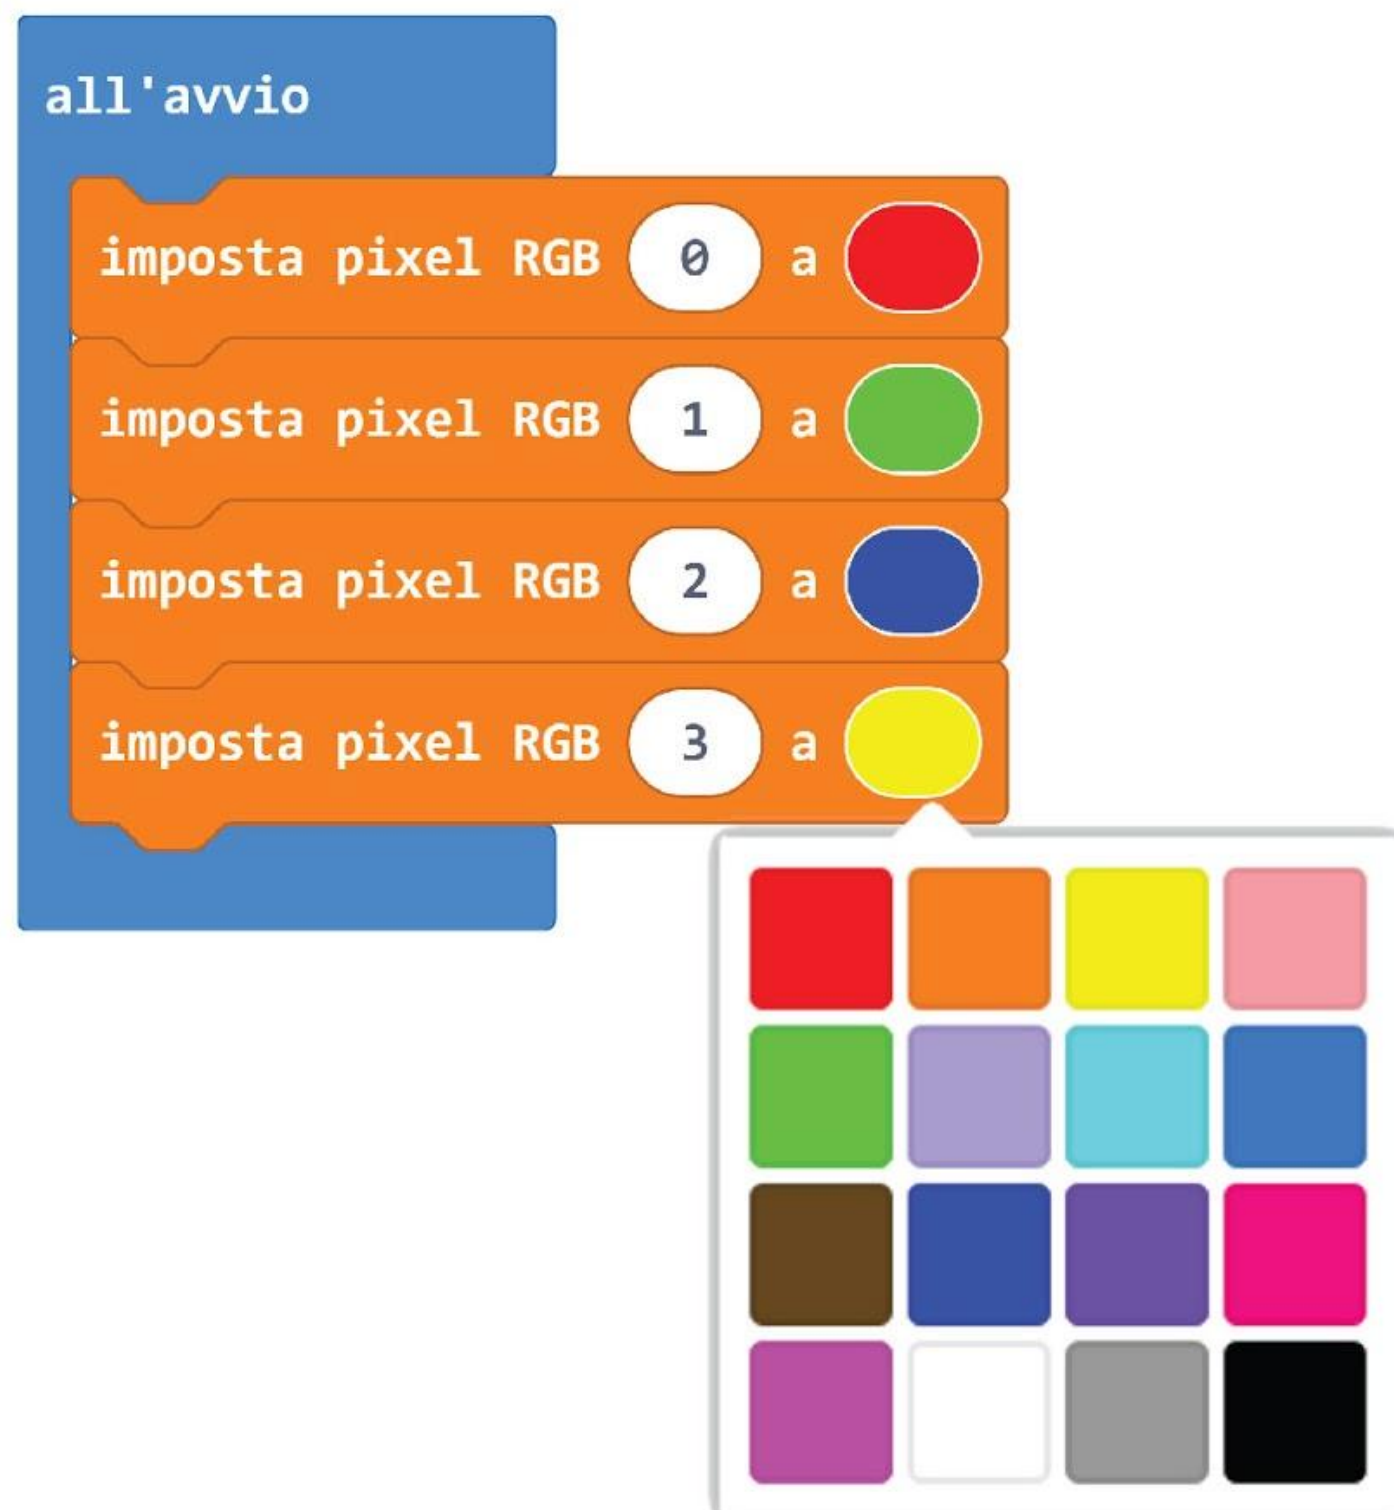 all'avvio
imposta pixel RGB 0 a
imposta pixel RGB 1 a
imposta pixel RGB 2 a
imposta pixel RGB 3 a